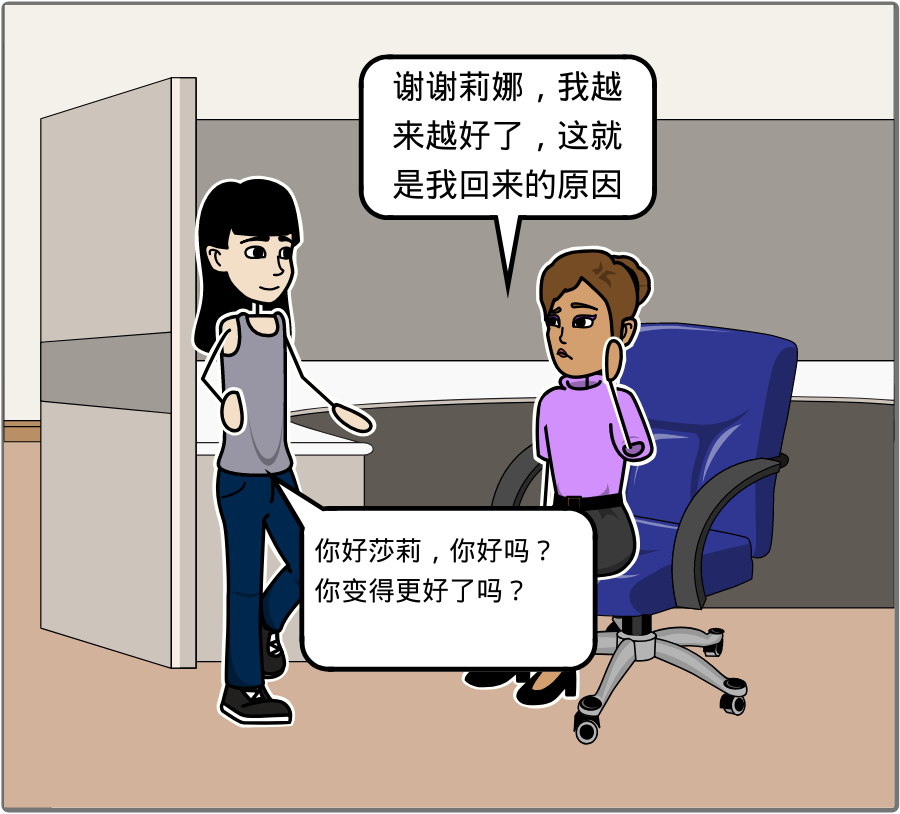 谢谢莉娜，我越
来越好了，这就
是我回来的原因
你好莎莉，你好吗？
你变得更好了吗？